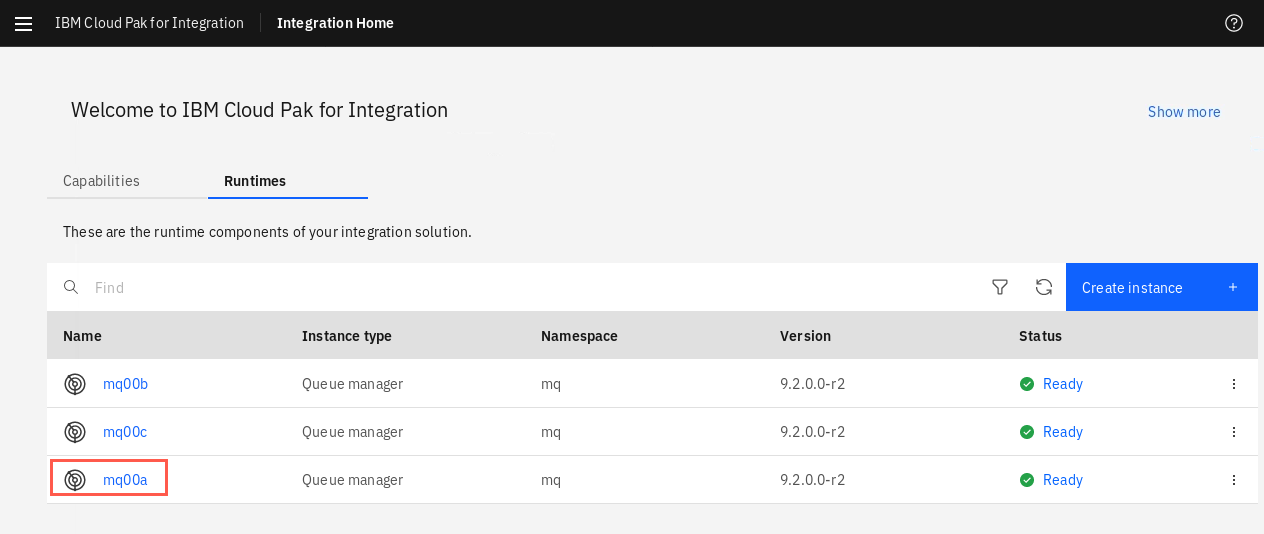 IBM Cloud Pak for Integration Integration Home
Welcome to IBM Cloud Pak for Integration
Show more
Capabilities Runtimes
These are the runtime components of your integration solution.
Find Create instance
Name Instance type Namespace Version Status
mq00b Queue manager mq 9.2.0.0-r2 Ready
mq00c Queue manager mq 9.2.0.0-r2 Ready
mq00a Queue manager mq 9.2.0.0-r2 Ready